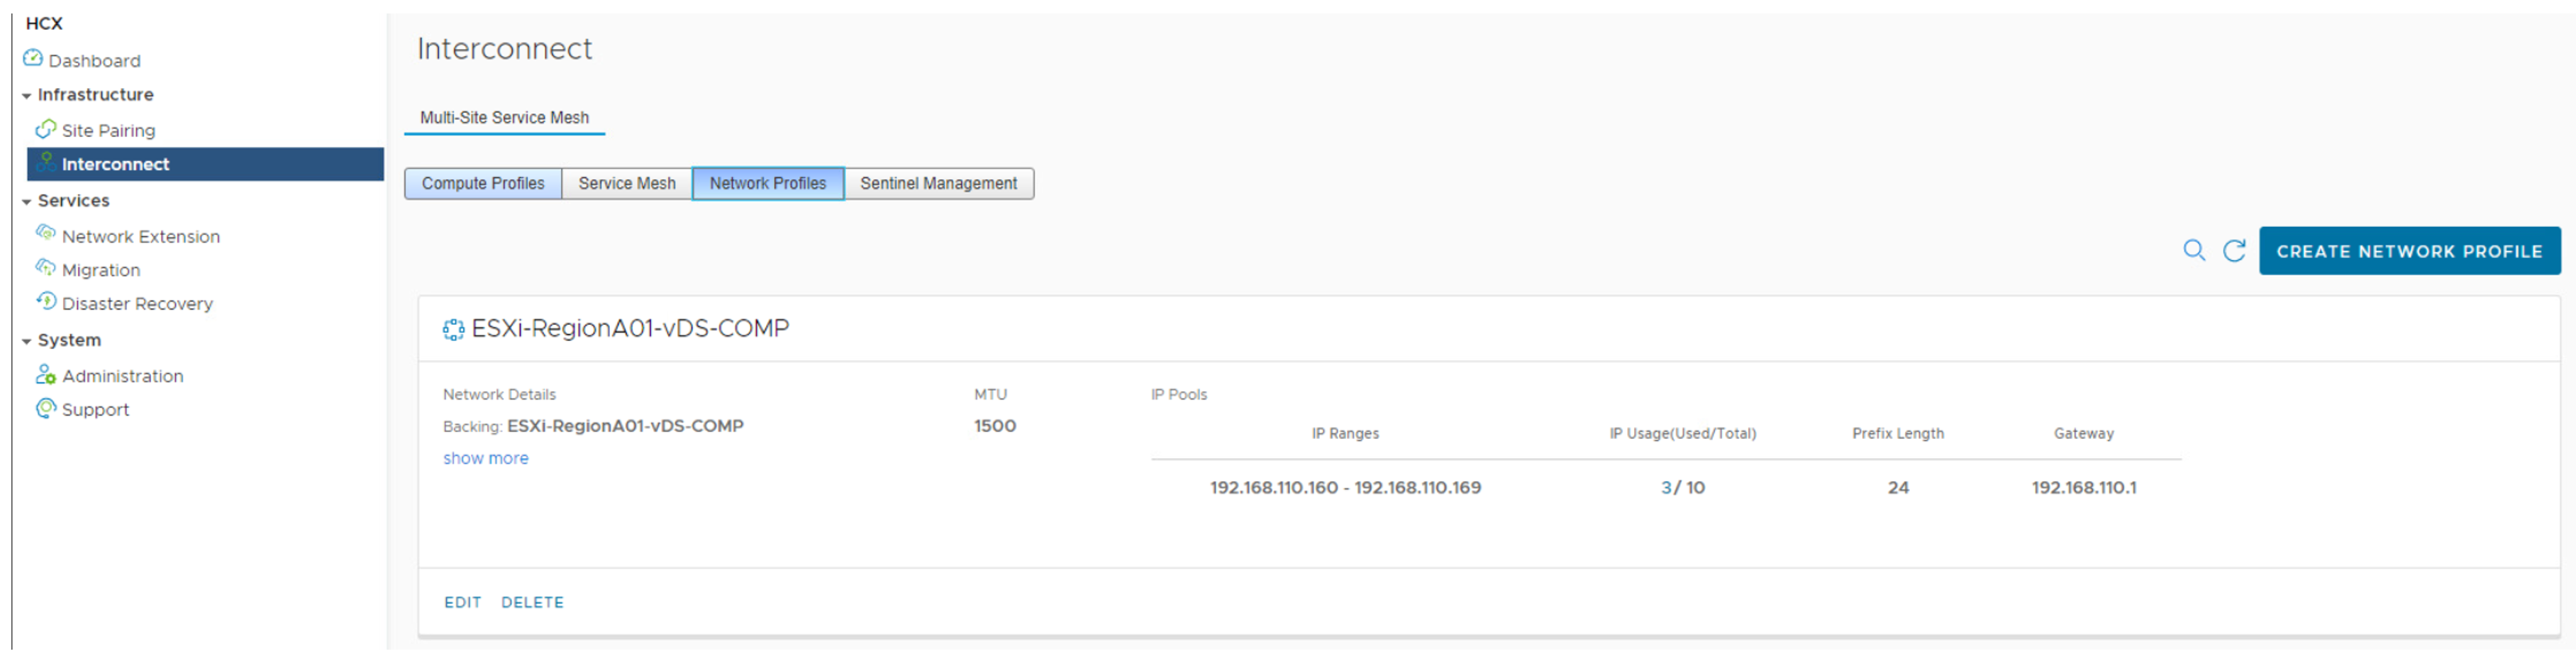 HCX
Dashboard
Infrastructure
Site Pairing
Interconnect
Services
Network Extension
Migration
Disaster Recovery
System
Administration
Support
Interconnect
Multi-Site Service Mesh
Compute Profiles Service Mesh Network Profiles Sentinel Management
CREATE NETWORK PROFILE
ESXi-RegionA01-vDS-COMP
Network Details MTU IP Pools
Backing: ESXi-RegionA01-vDS-COMP 1500
IP Ranges IP Usage(Used/Total) Prefix Length Gateway
show more
192.168.110.160 - 192.168.110.169 3/ 10 24 192.168.110.1
EDIT DELETE